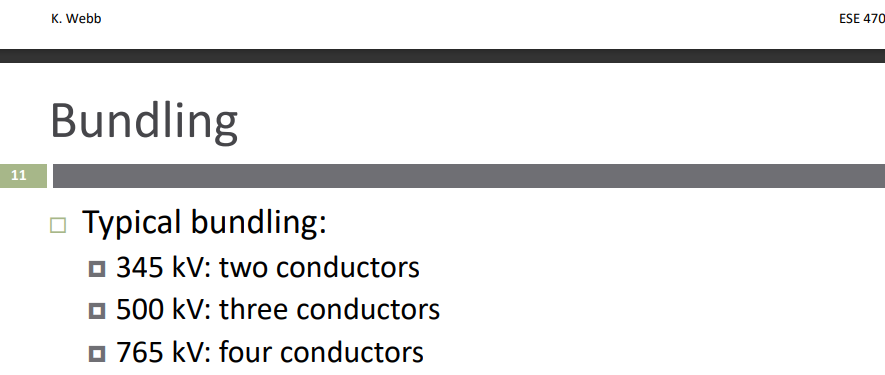 K. Webb
ESE 470
Bundling
11
Typical bundling:
345 kV: two conductors
500 kV: three conductors
765 kV: four conductors